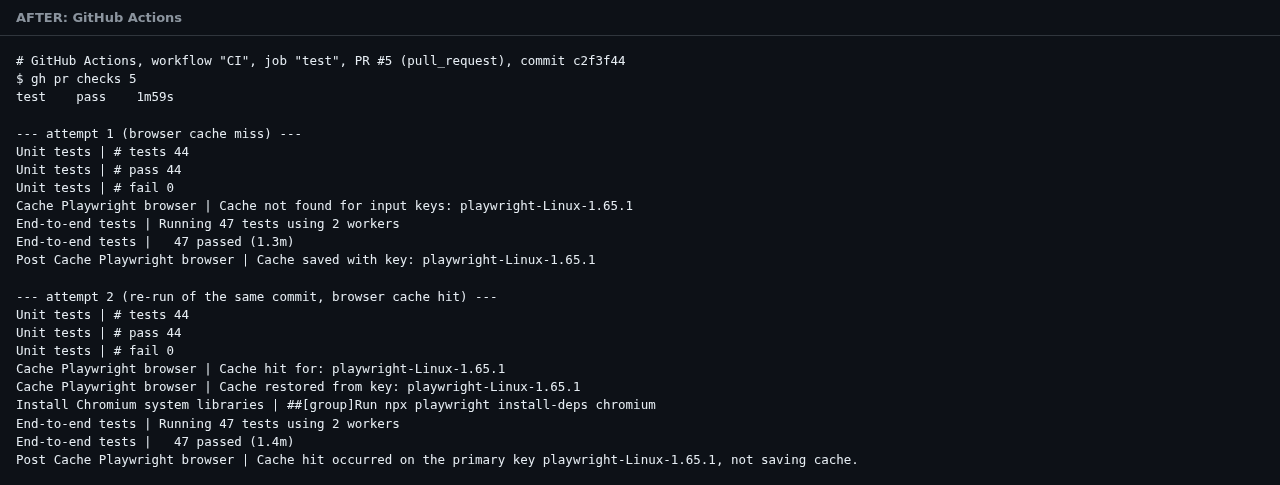 AFTER: GitHub Actions
# GitHub Actions, workflow "CI", job "test", PR #5 (pull_request), commit c2f3f44
$ gh pr checks 5
test    pass    1m59s
--- attempt 1 (browser cache miss) ---
Unit tests | # tests 44
Unit tests | # pass 44
Unit tests | # fail 0
Cache Playwright browser | Cache not found for input keys: playwright-Linux-1.65.1
End-to-end tests | Running 47 tests using 2 workers
End-to-end tests |   47 passed (1.3m)
Post Cache Playwright browser | Cache saved with key: playwright-Linux-1.65.1
--- attempt 2 (re-run of the same commit, browser cache hit) ---
Unit tests | # tests 44
Unit tests | # pass 44
Unit tests | # fail 0
Cache Playwright browser | Cache hit for: playwright-Linux-1.65.1
Cache Playwright browser | Cache restored from key: playwright-Linux-1.65.1
Install Chromium system libraries | ##[group]Run npx playwright install-deps chromium
End-to-end tests | Running 47 tests using 2 workers
End-to-end tests |   47 passed (1.4m)
Post Cache Playwright browser | Cache hit occurred on the primary key playwright-Linux-1.65.1, not saving cache.